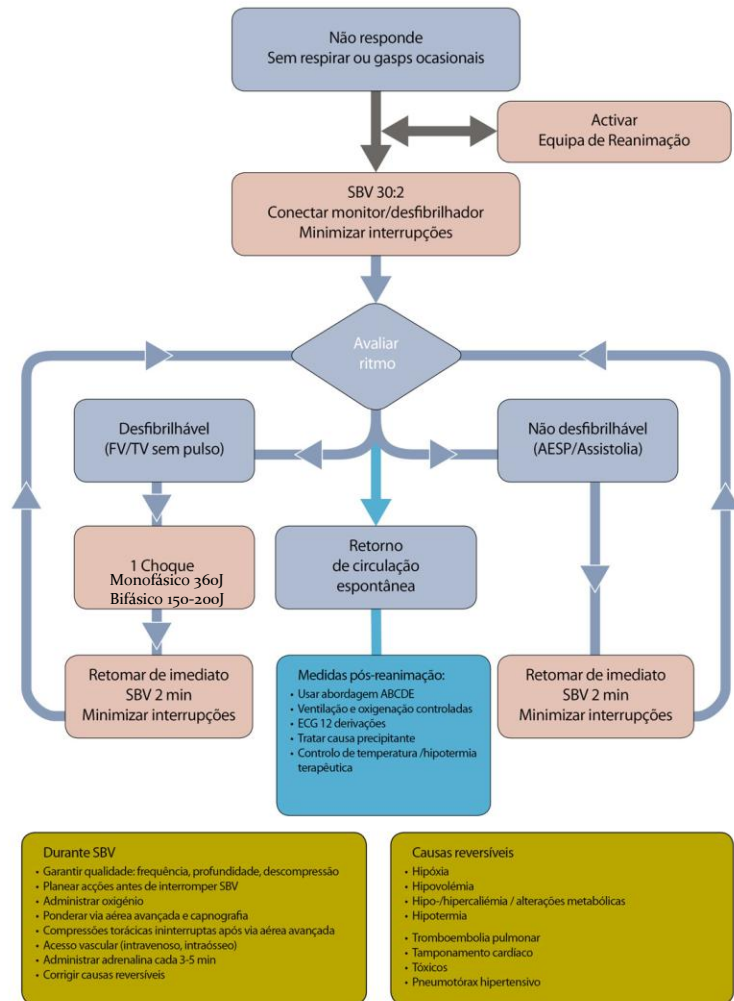 Não responde
Sem respirar ou gasps ocasionais
Activar
Equipa de Reanimação
SBV 30:2
Conectar monitor/desfibrilhador
Minimizar interrupções
Avaliar
ritmo
Desfibrilhável
(FV/TV sem pulso)
Não desfibrilhável
(AESP/Assistolia)
1 Choque
Monofásico 360J
Bifásico 150-200J
Retorno
de circulação
espontânea
Retomar de imediato
SBV 2 min
Minimizar interrupções
Medidas pós-reanimação:
• Usar abordagem ABCDE
• Ventilação e oxigenação controladas
• ECG 12 derivações
• Tratar causa precipitante
• Controlo de temperatura /hipotermia
terapêutica
Retomar de imediato
SBV 2 min
Minimizar interrupções
Durante SBV
• Garantir qualidade: frequência, profundidade, descompressão
• Planear acções antes de interromper SBV
• Administrar oxigénio
• Ponderar via aérea avançada e capnografia
• Compressões torácicas ininterruptas após via aérea avançada
• Acesso vascular (intravenoso, intraósseo)
• Administrar adrenalina cada 3-5 min
• Corrigir causas reversíveis
Causas reversíveis
• Hipóxia
• Hipovolémia
• Hipo-/hipercaliémia / alterações metabólicas
• Hipotermia
• Tromboembolia pulmonar
• Tamponamento cardíaco
• Tóxicos
• Pneumotórax hipertensivo